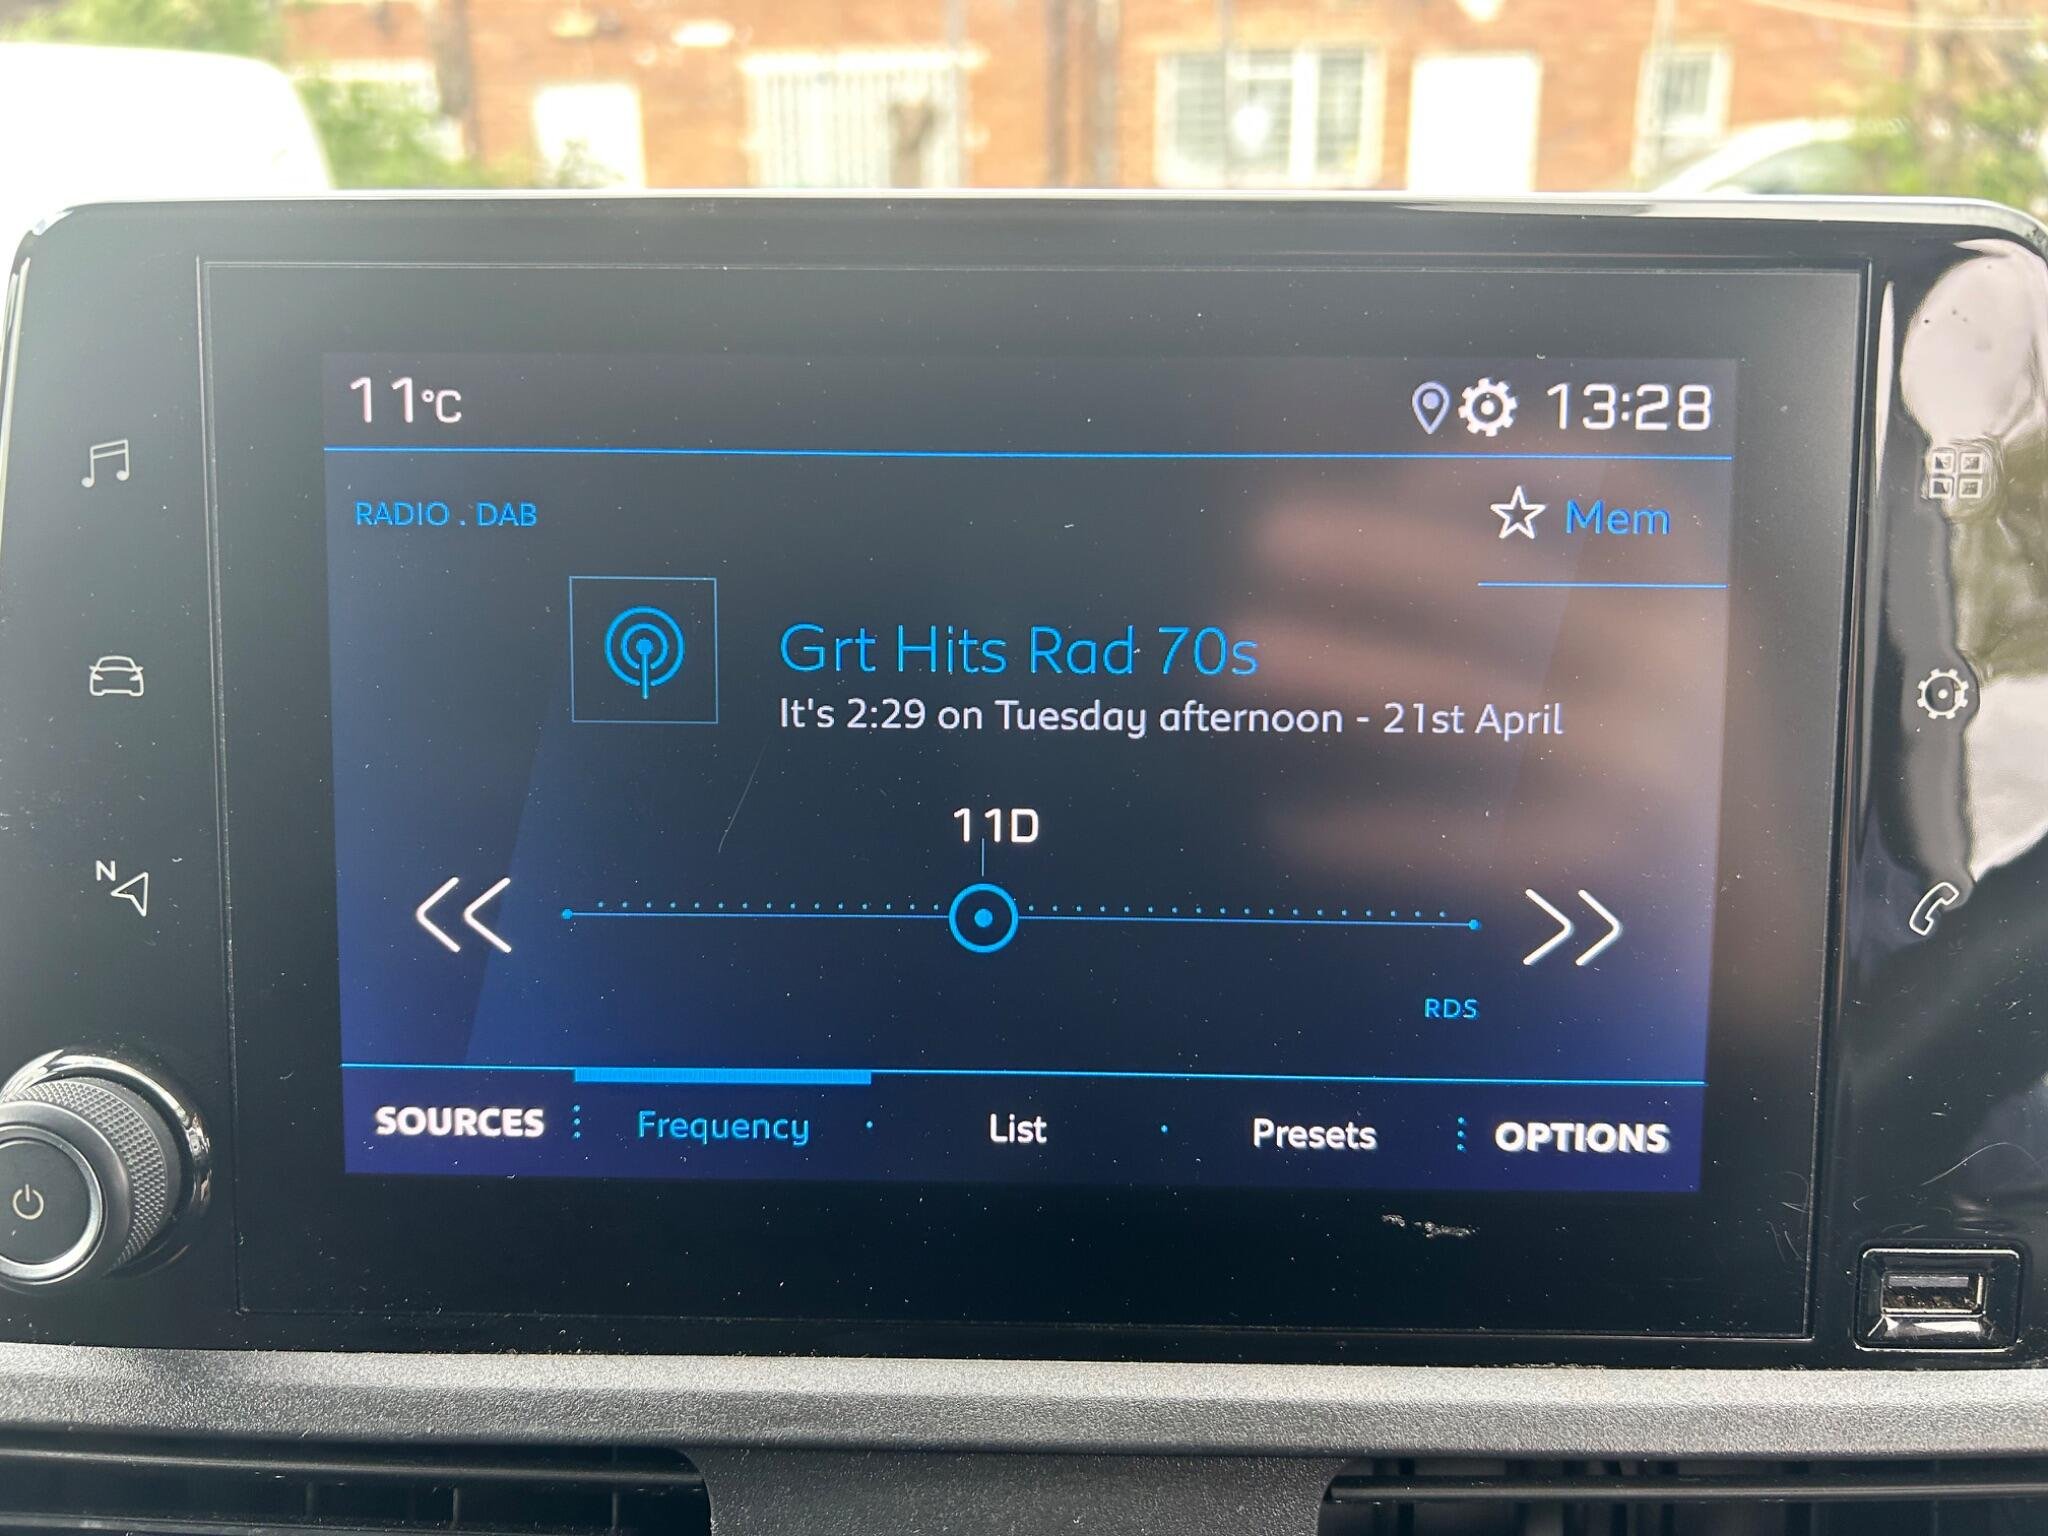 11°C 13:28
RADIO . DAB
Mem
Grt Hits Rad 70s
It's 2:29 on Tuesday afternoon - 21st April
11D
N
RDS
SOURCES Frequency List Presets OPTIONS